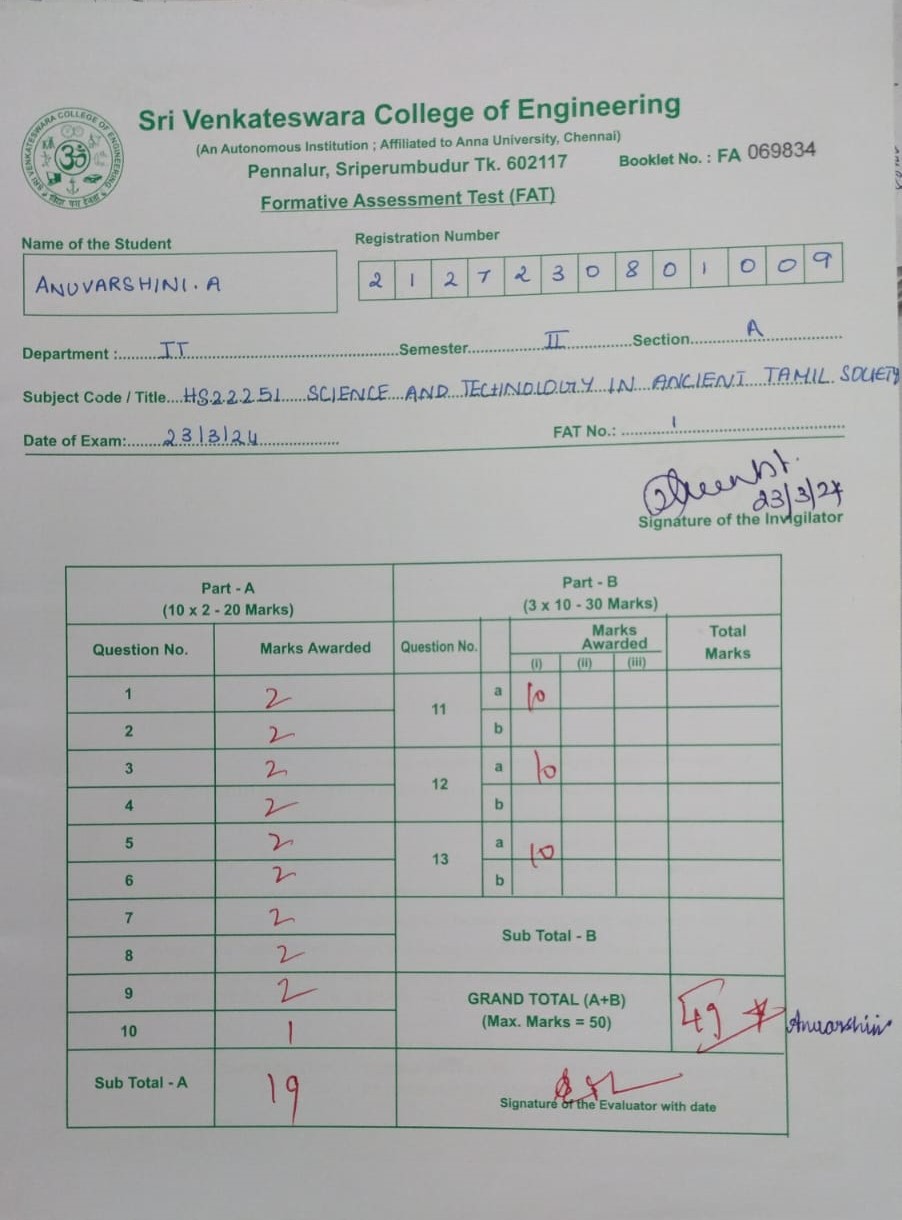 Sri Venkateswara College of Engineering
(An Autonomous Institution ; Affiliated to Anna University, Chennai)
Pennalur, Sriperumbudur Tk. 602117
Booklet No. : FA 069834
Formative Assessment Test (FAT)
SRI VENKATESWARA COLLEGE OF ENGINEERING
Name of the Student
Registration Number
ANUVARSHINI. A
2 1 2 7 2 3 0 8 0 1 0 0 9
Department : IT Semester II Section A
Subject Code / Title HS22251 SCIENCE AND TECHNOLOGY IN ANCIENT TAMIL SOCIETY
Date of Exam: 23/3/24 FAT No.: 1
23/3/24
Signature of the Invigilator
Part - A Part - B
(10 x 2 - 20 Marks) (3 x 10 - 30 Marks)
Question No. Marks Awarded Question No. Marks Awarded Total Marks
(i) (ii) (iii)
1 2 11 a 10
2 2 b
3 2 12 a 10
4 2 b
5 2 13 a 10
6 2 b
7 2 Sub Total - B
8 2
9 2 GRAND TOTAL (A+B) 49
10 1 (Max. Marks = 50) Anuvarshini
Sub Total - A 19
Signature of the Evaluator with date